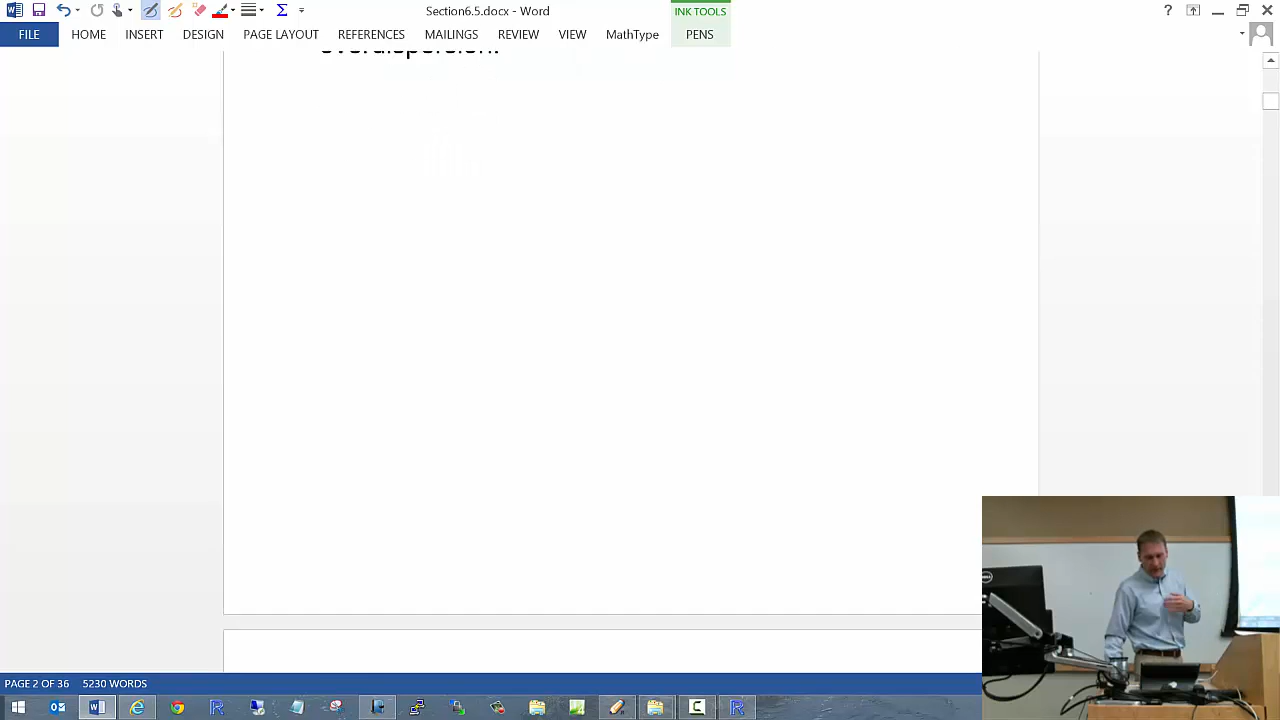 Section6.5.docx - Word
INK TOOLS
FILE
HOME
INSERT
DESIGN
PAGE LAYOUT
REFERENCES
MAILINGS
REVIEW
VIEW
MathType
PENS
PAGE 2 OF 36
5230 WORDS